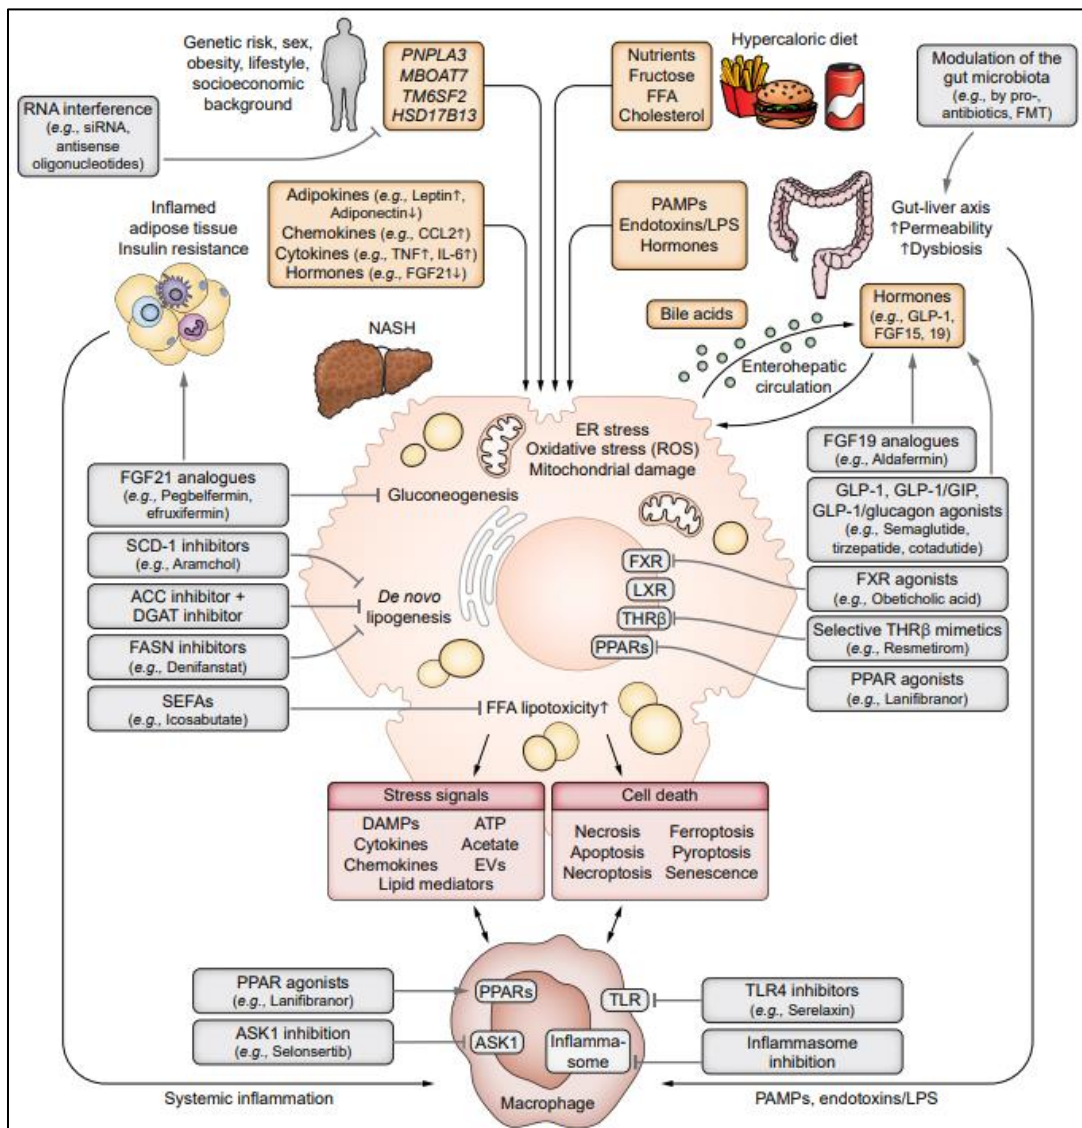 Genetic risk, sex,
obesity, lifestyle,
socioeconomic
background
PNPLA3
MBOAT7
TM6SF2
HSD17B13
Nutrients
Fructose
FFA
Cholesterol
Hypercaloric diet
Modulation of the
gut microbiota
(e.g., by pro-,
antibiotics, FMT)
RNA interference
(e.g., siRNA,
antisense
oligonucleotides)
Inflamed
adipose tissue
Insulin resistance
Adipokines (e.g., Leptin↑,
Adiponectin↓)
Chemokines (e.g., CCL2↑)
Cytokines (e.g., TNF↑, IL-6↑)
Hormones (e.g., FGF21↓)
PAMPs
Endotoxins/LPS
Hormones
Gut-liver axis
↑Permeability
↑Dysbiosis
Bile acids
Hormones
(e.g., GLP-1,
FGF15, 19)
Enterohepatic
circulation
NASH
ER stress
Oxidative stress (ROS)
Mitochondrial damage
FGF21 analogues
(e.g., Pegbelfermin,
efruxifermin)
Gluconeogenesis
SCD-1 inhibitors
(e.g., Aramchol)
ACC inhibitor +
DGAT inhibitor
FASN inhibitors
(e.g., Denifanstat)
SEFAs
(e.g., Icosabutate)
De novo
lipogenesis
FFA lipotoxicity↑
FXR
LXR
THRβ
PPARs
FGF19 analogues
(e.g., Aldafermin)
GLP-1, GLP-1/GIP,
GLP-1/glucagon agonists
(e.g., Semaglutide,
tirzepatide, cotadutide)
FXR agonists
(e.g., Obeticholic acid)
Selective THRβ mimetics
(e.g., Resmetirom)
PPAR agonists
(e.g., Lanifibranor)
Stress signals
DAMPs ATP
Cytokines Acetate
Chemokines EVs
Lipid mediators
Cell death
Necrosis Ferroptosis
Apoptosis Pyroptosis
Necroptosis Senescence
PPAR agonists
(e.g., Lanifibranor)
ASK1 inhibition
(e.g., Selonsertib)
PPARs
ASK1
TLR
Inflamma-
some
Macrophage
TLR4 inhibitors
(e.g., Serelaxin)
Inflammasome
inhibition
Systemic inflammation
PAMPs, endotoxins/LPS